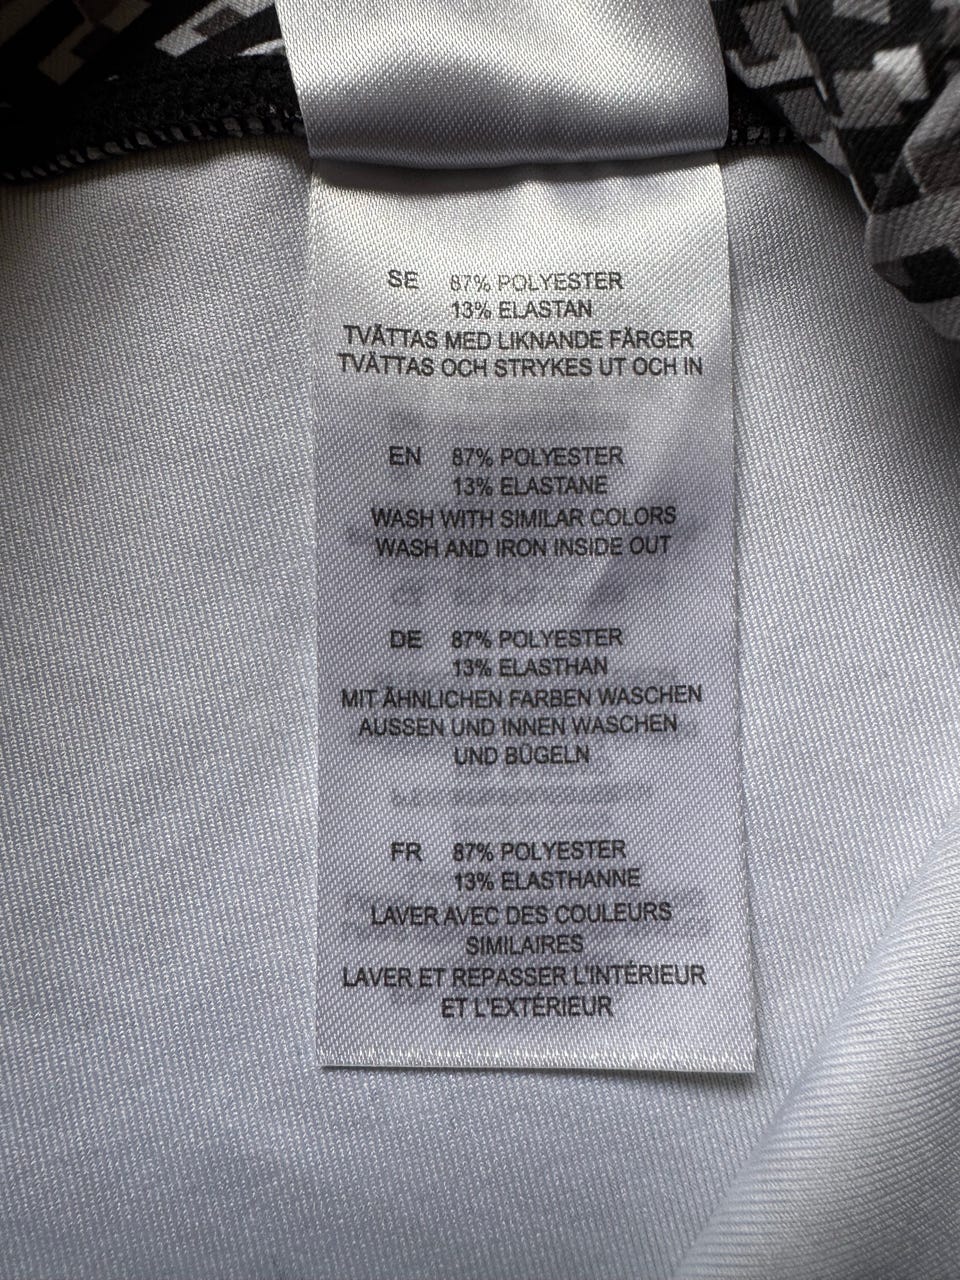 SE 87% POLYESTER
13% ELASTAN
TVÄTTAS MED LIKNANDE FÄRGER
TVÄTTAS OCH STRYKES UT OCH IN
EN 87% POLYESTER
13% ELASTANE
WASH WITH SIMILAR COLORS
WASH AND IRON INSIDE OUT
DE 87% POLYESTER
13% ELASTHAN
MIT ÄHNLICHEN FARBEN WASCHEN
AUSSEN UND INNEN WASCHEN
UND BÜGELN
FR 87% POLYESTER
13% ELASTHANNE
LAVER AVEC DES COULEURS
SIMILAIRES
LAVER ET REPASSER L'INTÉRIEUR
ET L'EXTÉRIEUR